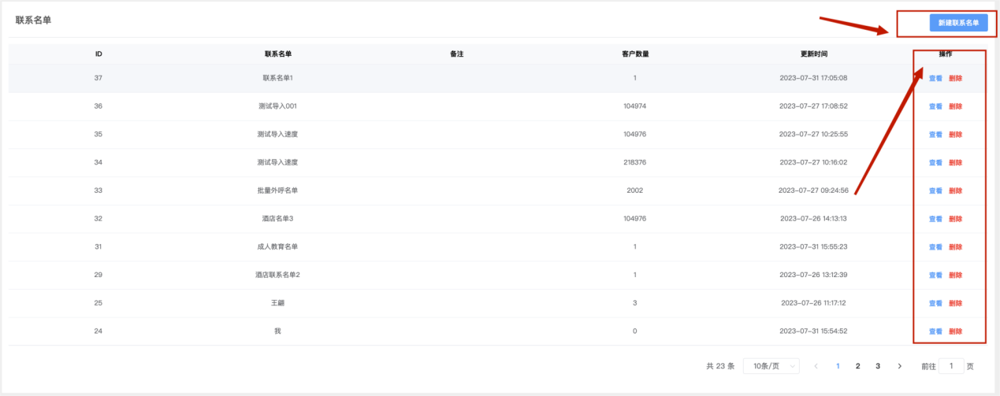 联系名单
新建联系名单
ID 联系名单 备注 客户数量 更新时间 操作
37 联系名单1 1 2023-07-31 17:05:08 查看 删除
36 测试导入001 104974 2023-07-27 17:08:52 查看 删除
35 测试导入速度 104976 2023-07-27 10:25:55 查看 删除
34 测试导入速度 218376 2023-07-27 10:16:02 查看 删除
33 批量外呼名单 2002 2023-07-27 09:24:56 查看 删除
32 酒店名单3 104976 2023-07-26 14:13:13 查看 删除
31 成人教育名单 1 2023-07-31 15:55:23 查看 删除
29 酒店联系名单2 1 2023-07-26 13:12:39 查看 删除
25 王翩 3 2023-07-26 11:17:12 查看 删除
24 我 0 2023-07-31 15:54:52 查看 删除
共 23 条 10条/页 1 2 3 前往 1 页